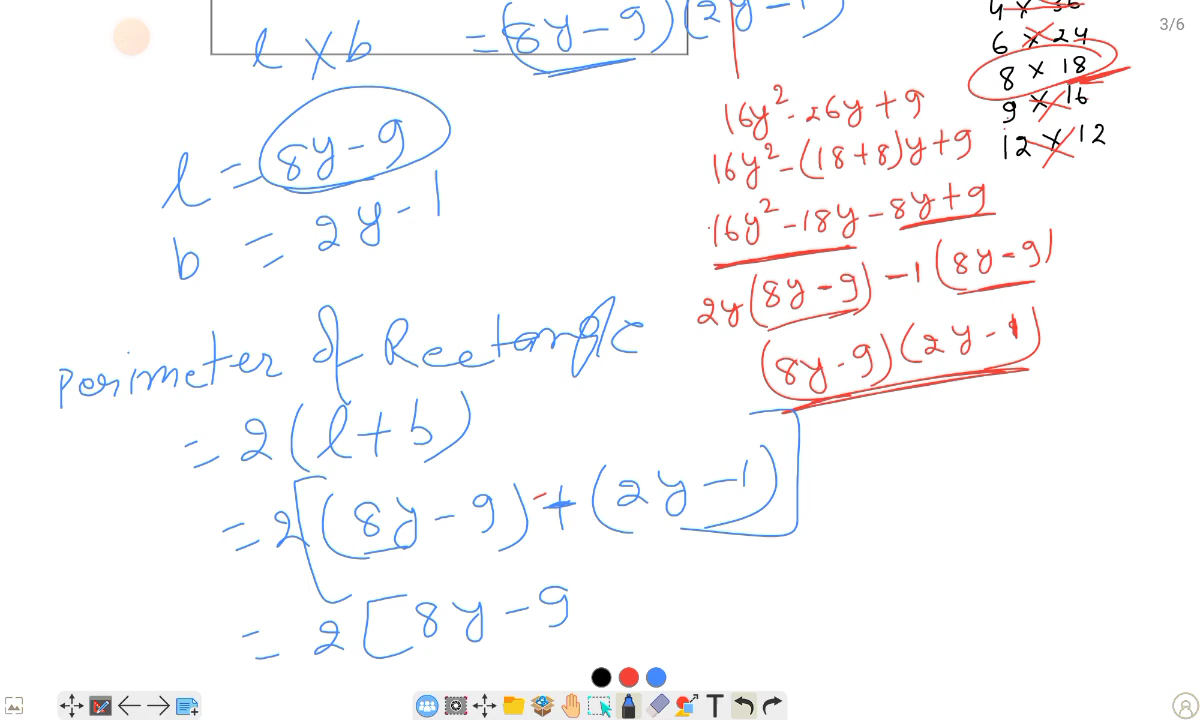 l × b = (8y - 9)(2y - 1)
l = 8y - 9
b = 2y - 1
Perimeter of Rectangle
= 2(l + b)
= 2[(8y - 9) + (2y - 1)]
= 2[8y - 9
16y² - 26y + 9
16y² - (18 + 8)y + 9
16y² - 18y - 8y + 9
2y(8y - 9) - 1(8y - 9)
(8y - 9)(2y - 1)
4 × 36
6 × 24
8 × 18
9 × 16
12 × 12
3/6
T